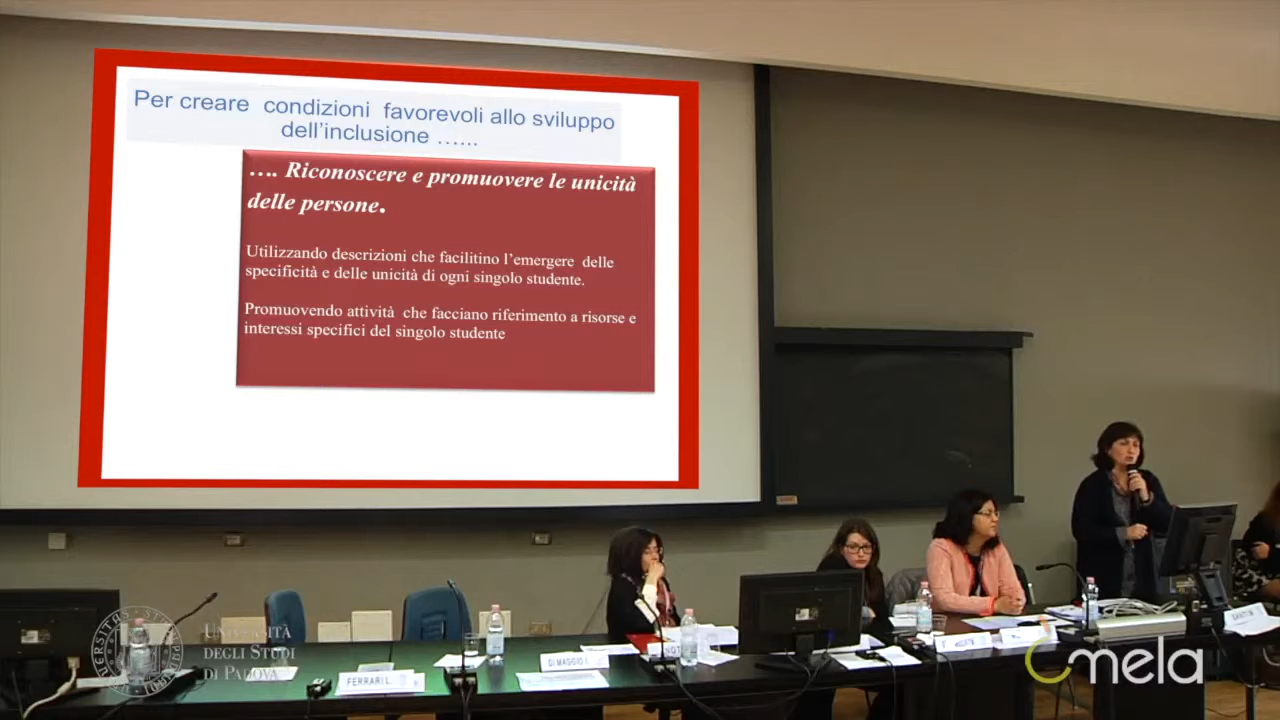 Per creare condizioni favorevoli allo sviluppo
dell'inclusione …...
…. Riconoscere e promuovere le unicità
delle persone.
Utilizzando descrizioni che facilitino l'emergere delle
specificità e delle unicità di ogni singolo studente.
Promuovendo attività che facciano riferimento a risorse e
interessi specifici del singolo studente
Università
degli Studi
di Padova
FERRARI L.
DI MAGGIO I.
mela